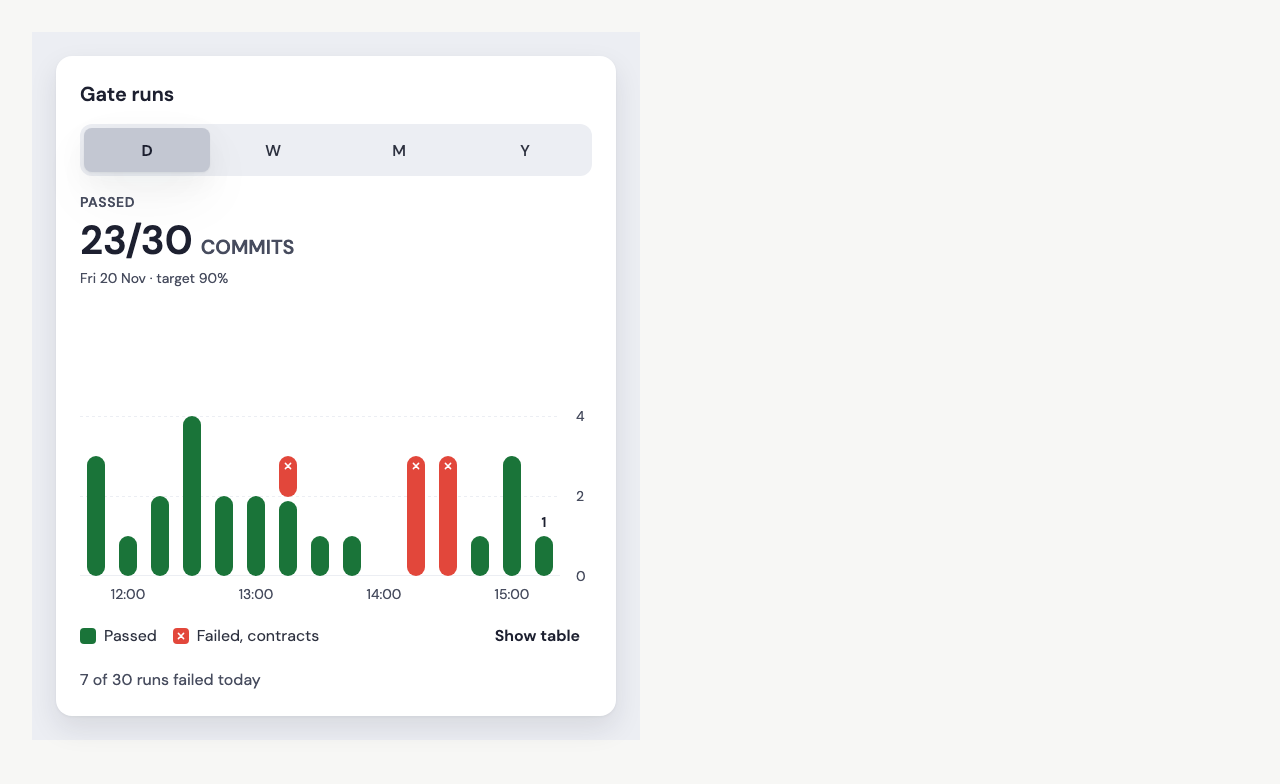 Gate runs
D W M Y
PASSED
23/30 COMMITS
Fri 20 Nov · target 90%
4
2
1
0
12:00 13:00 14:00 15:00
Passed Failed, contracts Show table
7 of 30 runs failed today